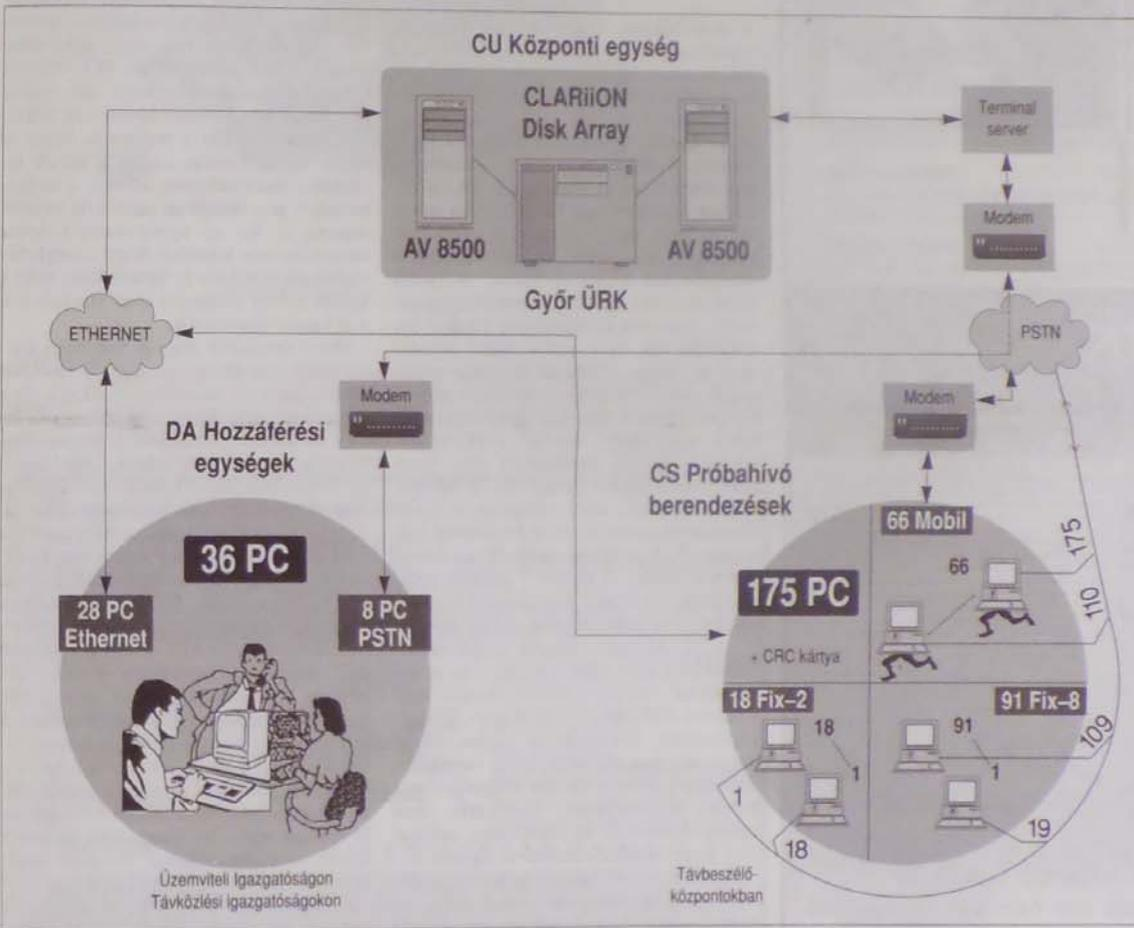 CU Központi egység
CLARiiON
Disk Array
AV 8500
AV 8500
Győr ÜRK
Terminal
server
Modem
ETHERNET
PSTN
Modem
Modem
DA Hozzáférési
egységek
CS Próbahívó
berendezések
36 PC
28 PC
Ethernet
8 PC
PSTN
Üzemviteli Igazgatóságon
Távközlési igazgatóságokon
66 Mobil
66
175 PC
+ CRC kártya
18 Fix–2
18
1
91 Fix–8
91
1
175
110
109
19
1
18
Távbeszélő-
központokban